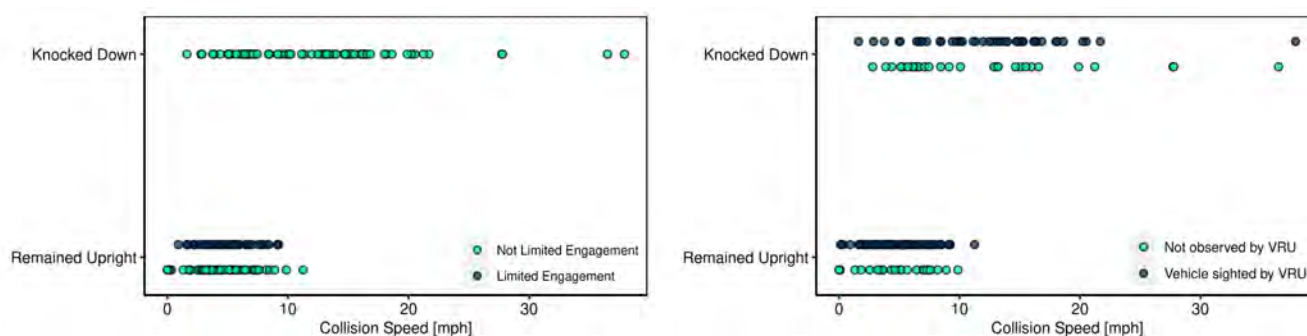 Knocked Down
Remained Upright
Not Limited Engagement
Limited Engagement
0
10
20
30
Collision Speed [mph]
Knocked Down
Remained Upright
Not observed by VRU
Vehicle sighted by VRU
0
10
20
30
Collision Speed [mph]